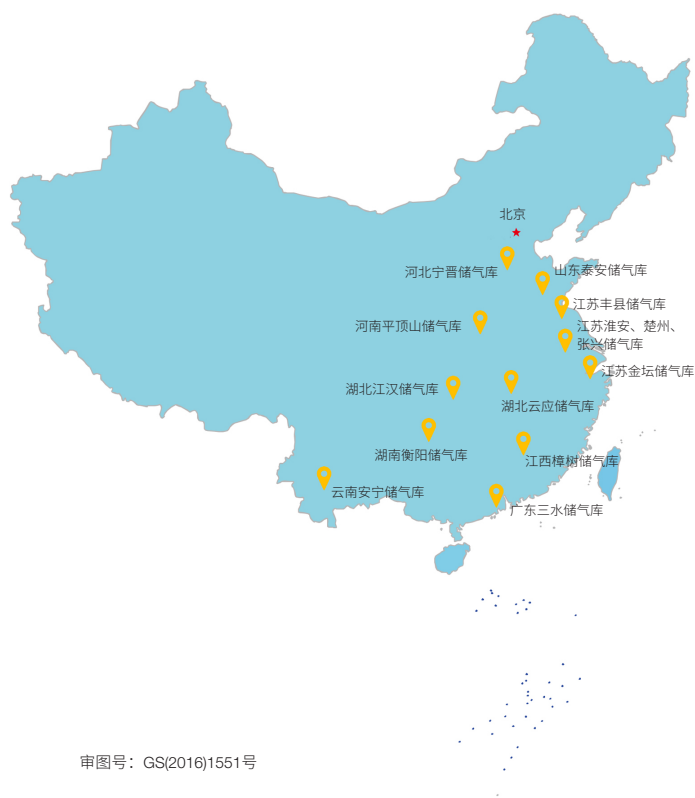 北京
河北宁晋储气库
山东泰安储气库
江苏丰县储气库
河南平顶山储气库
江苏淮安、楚州、
张兴储气库
江苏金坛储气库
湖北江汉储气库
湖北云应储气库
湖南衡阳储气库
江西樟树储气库
云南安宁储气库
广东三水储气库
审图号：GS(2016)1551号